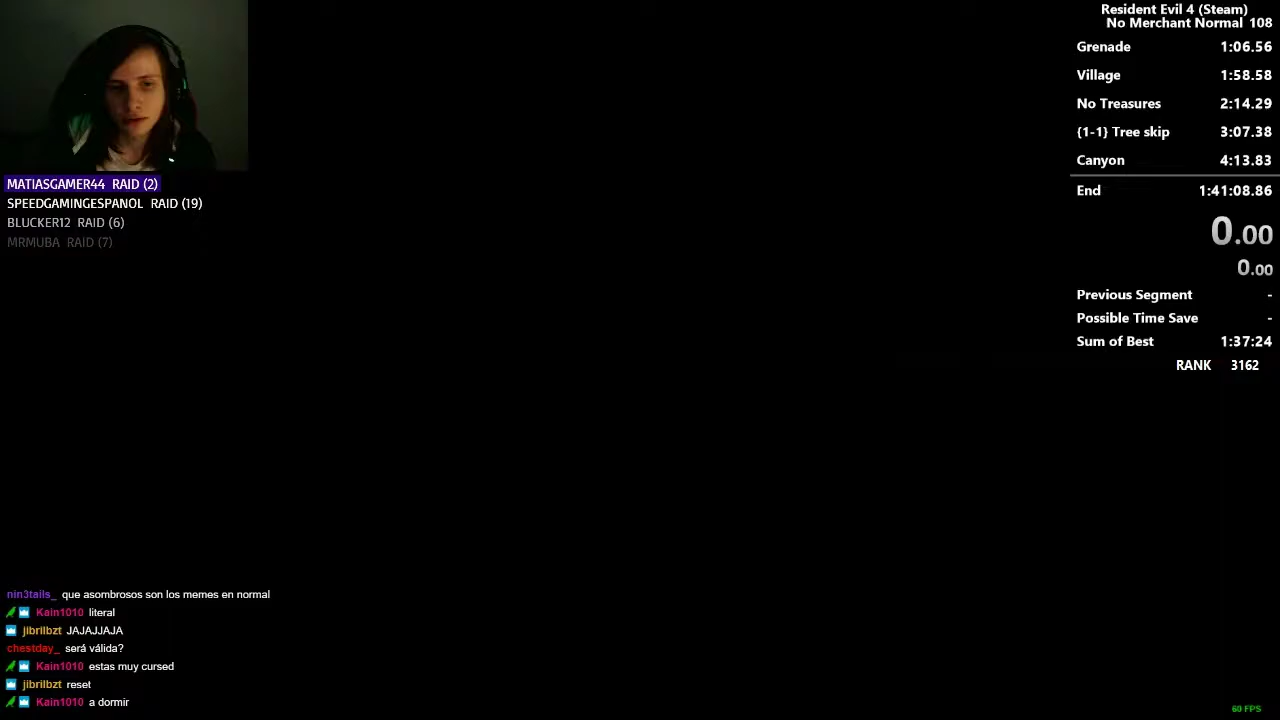 MATIASGAMER44 RAID (2)
SPEEDGAMINGESPANOL RAID (19)
BLUCKER12 RAID (6)
MRMUBA RAID (7)
nin3tails_ que asombrosos son los memes en normal
Kain1010 literal
jibrilbzt JAJAJJAJA
chestday_ será válida?
Kain1010 estas muy cursed
jibrilbzt reset
Kain1010 a dormir
Resident Evil 4 (Steam)
No Merchant Normal 108
Grenade 1:06.56
Village 1:58.58
No Treasures 2:14.29
{1-1} Tree skip 3:07.38
Canyon 4:13.83
End 1:41:08.86
0.00
0.00
Previous Segment -
Possible Time Save -
Sum of Best 1:37:24
RANK 3162
60 FPS